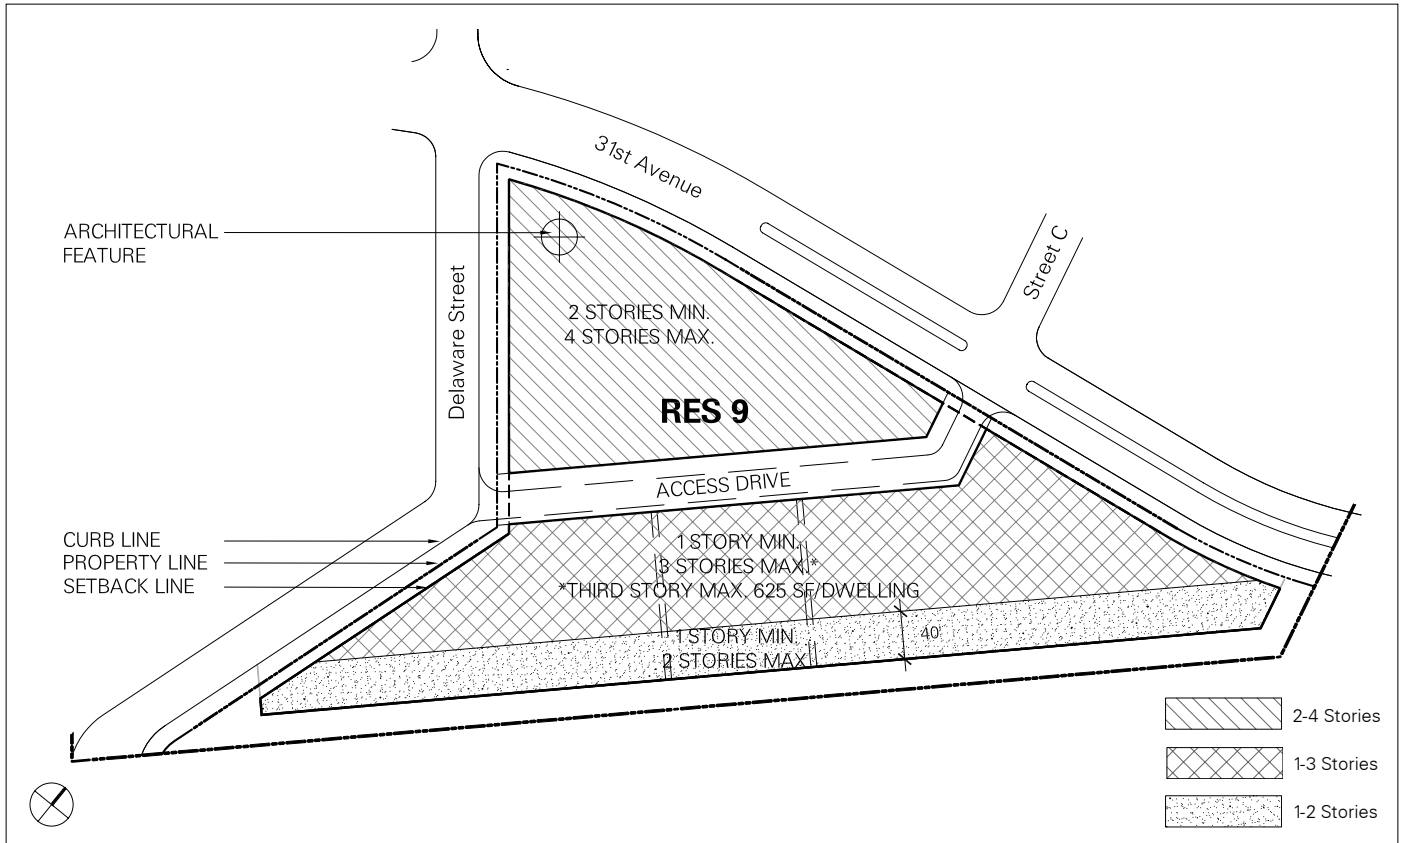 31st Avenue
Street C
ARCHITECTURAL
FEATURE
Delaware Street
2 STORIES MIN.
4 STORIES MAX.
RES 9
ACCESS DRIVE
CURB LINE
PROPERTY LINE
SETBACK LINE
1 STORY MIN.
3 STORIES MAX.*
*THIRD STORY MAX. 625 SF/DWELLING
1 STORY MIN.
2 STORIES MAX.
40'
2-4 Stories
1-3 Stories
1-2 Stories